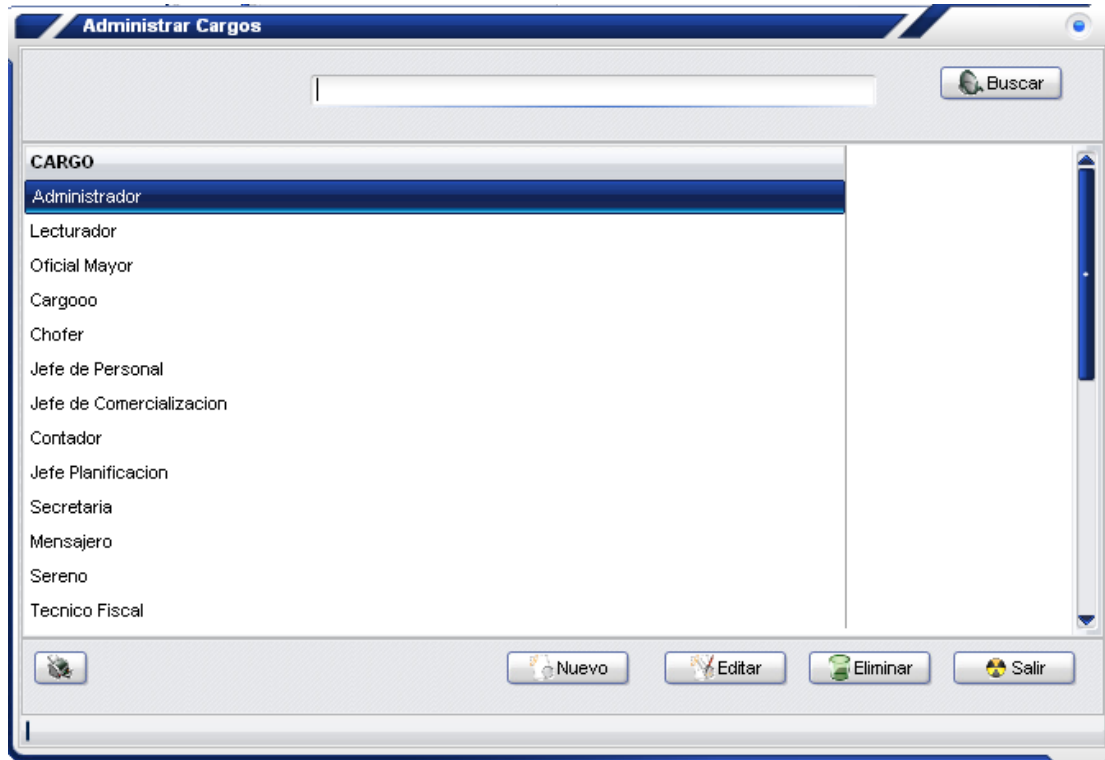 Administrar Cargos
Buscar
CARGO
Administrador
Lecturador
Oficial Mayor
Cargooo
Chofer
Jefe de Personal
Jefe de Comercializacion
Contador
Jefe Planificacion
Secretaria
Mensajero
Sereno
Tecnico Fiscal
Nuevo Editar Eliminar Salir